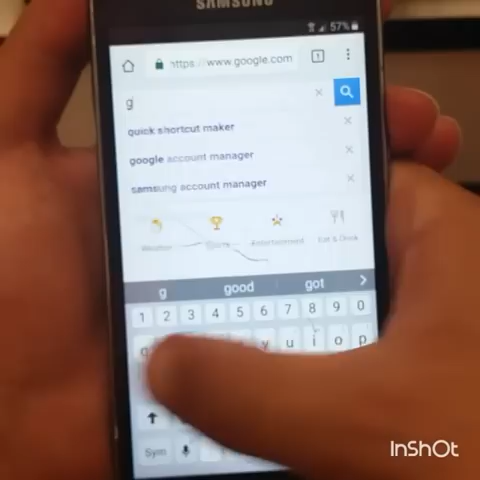 SAMSUNG
57%
https://www.google.com
1
g
quick shortcut maker
google account manager
samsung account manager
Weather Sports Entertainment Eat & Drink
g good got
1 2 3 4 5 6 7 8 9 0
q y u i o p
Sym
InShOt